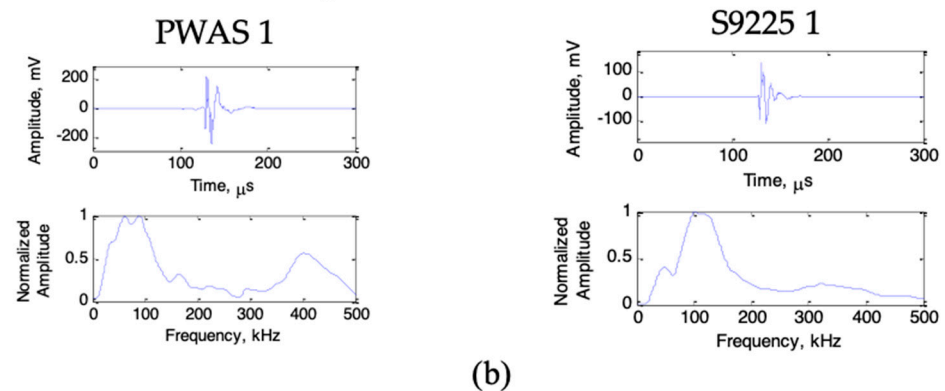 PWAS 1
Amplitude, mV
200
0
-200
0 100 200 300
Time, μs
Normalized
Amplitude
1
0.5
0
0 100 200 300 400 500
Frequency, kHz
S9225 1
Amplitude, mV
100
0
-100
0 100 200 300
Time, μs
Normalized
Amplitude
1
0.5
0
0 100 200 300 400 500
Frequency, kHz
(b)